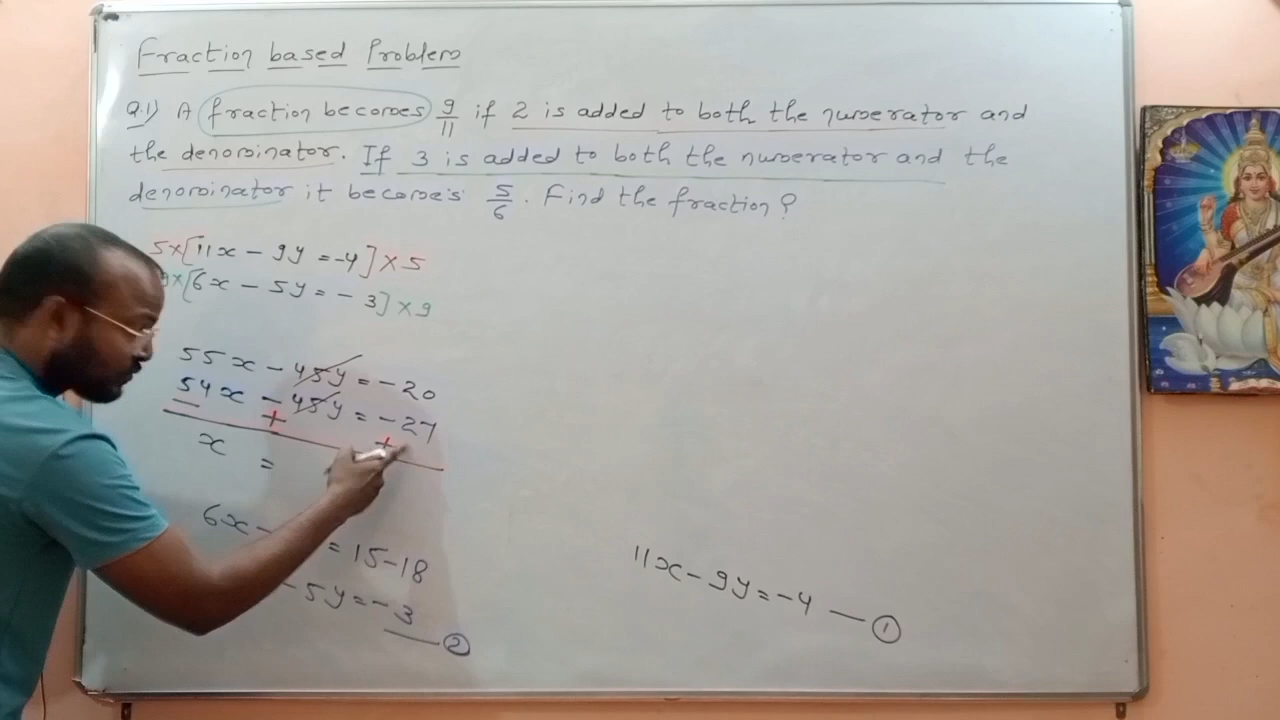 Fraction based Problem
Q.1) A fraction becomes 9/11 if 2 is added to both the numerator and
the denominator. If 3 is added to both the numerator and the
denominator it becomes 5/6. Find the fraction?
5×[11x - 9y = -4]×5
×[6x - 5y = -3]×9
55x - 45y = -20
54x - 45y = -27
- + +
x =
6x - = 15-18
- 5y = -3
②
11x - 9y = -4 — ①